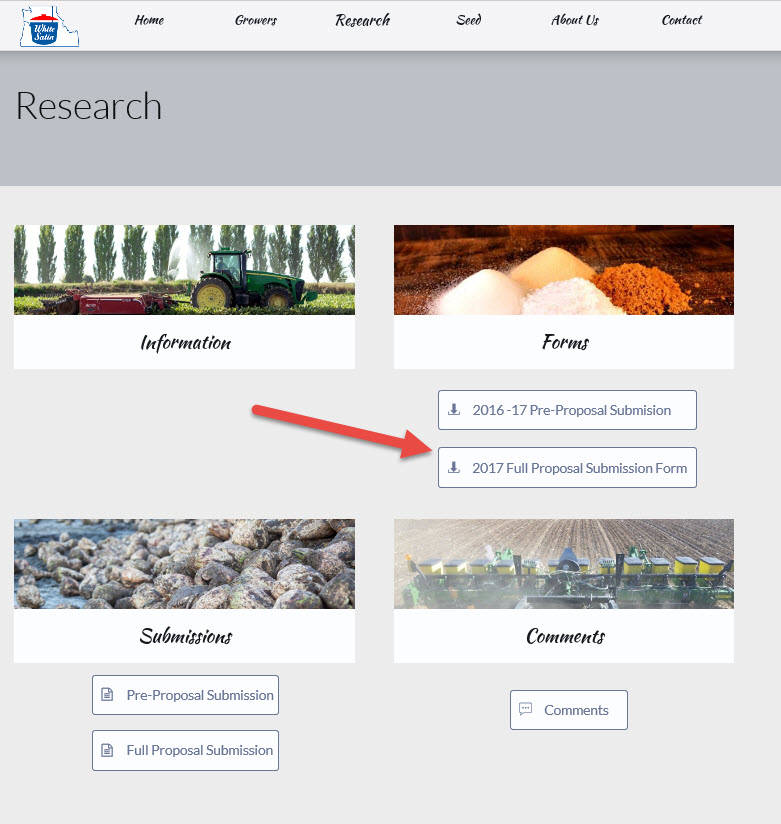 White
Satin
Home Growers Research Seed About Us Contact
Research
Information
Forms
2016 -17 Pre-Proposal Submision
2017 Full Proposal Submission Form
Submissions
Comments
Pre-Proposal Submission
Full Proposal Submission
Comments